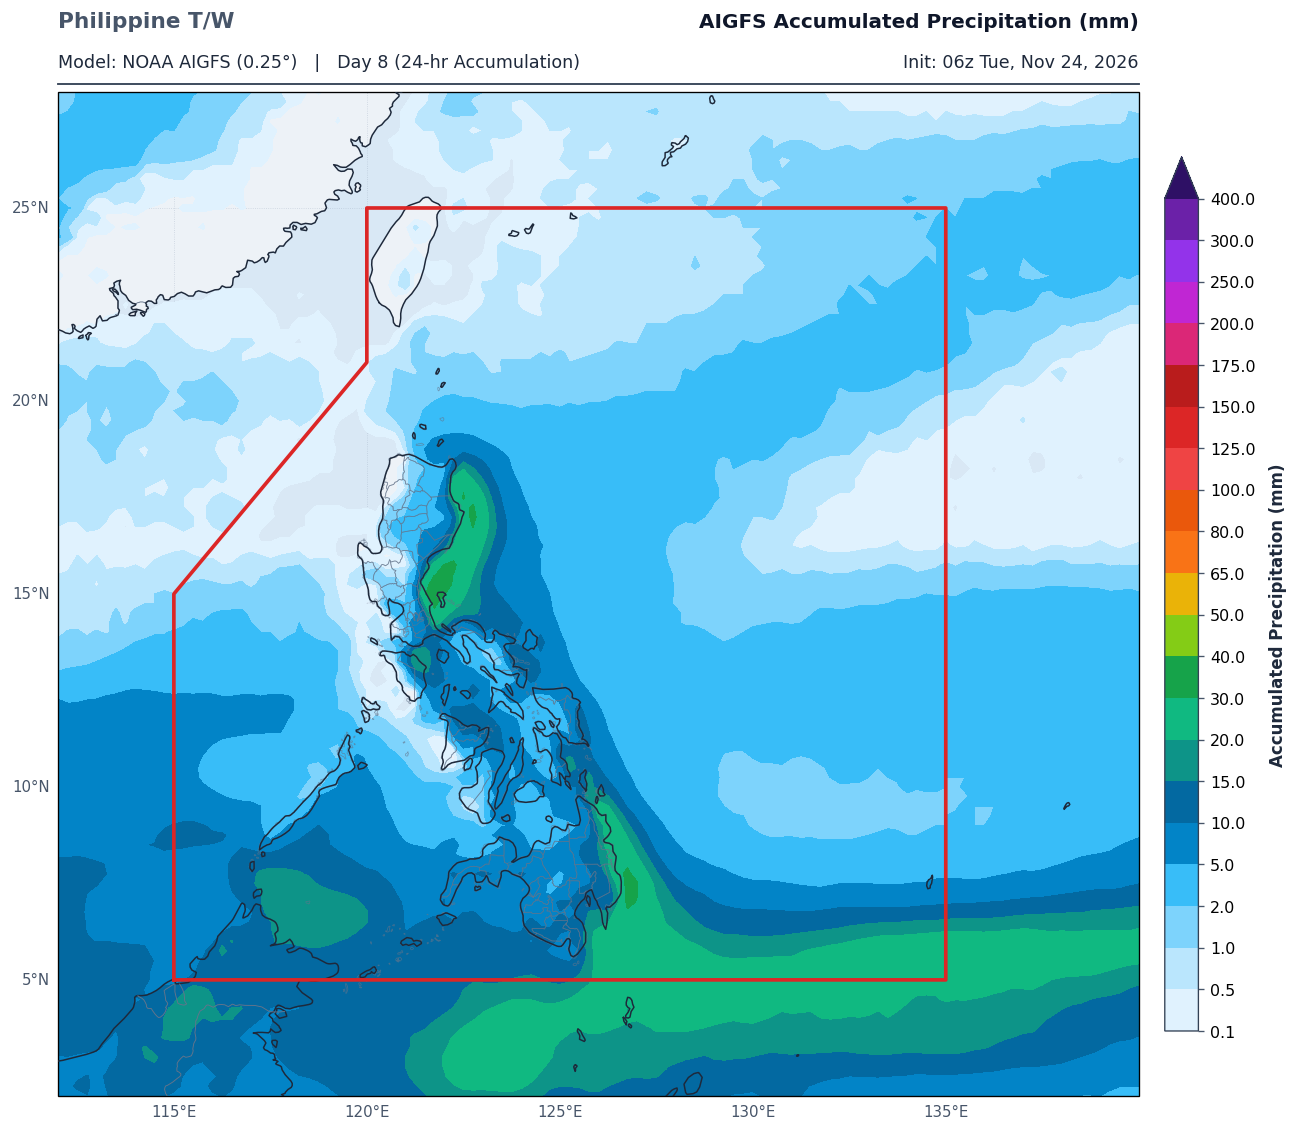 Philippine T/W
AIGFS Accumulated Precipitation (mm)
Model: NOAA AIGFS (0.25°) | Day 8 (24-hr Accumulation)
Init: 06z Tue, Nov 24, 2026
25°N
20°N
15°N
10°N
5°N
115°E
120°E
125°E
130°E
135°E
400.0
300.0
250.0
200.0
175.0
150.0
125.0
100.0
80.0
65.0
50.0
40.0
30.0
20.0
15.0
10.0
5.0
2.0
1.0
0.5
0.1
Accumulated Precipitation (mm)